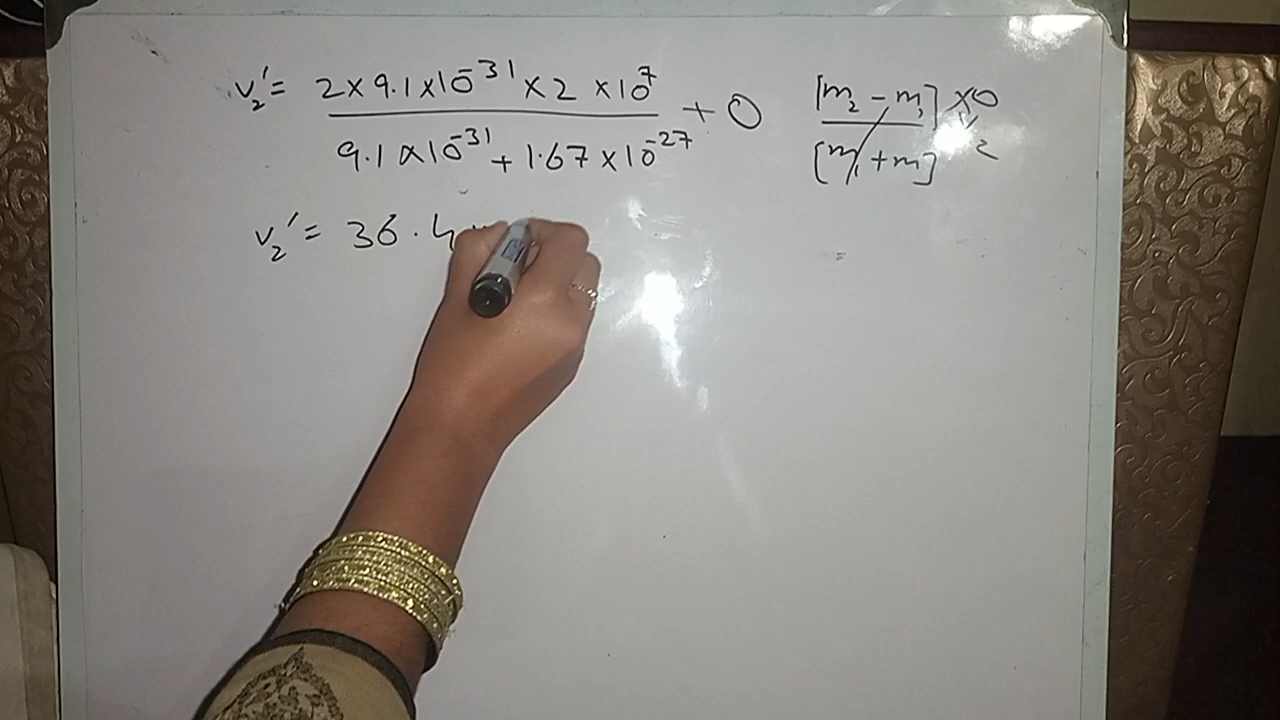 v₂' = 2 × 9.1 × 10⁻³¹ × 2 × 10⁷ / 9.1 × 10⁻³¹ + 1.67 × 10⁻²⁷ + 0
[m₂ - m₁] × 0 / [m₁ + m]
v₂' = 36.4